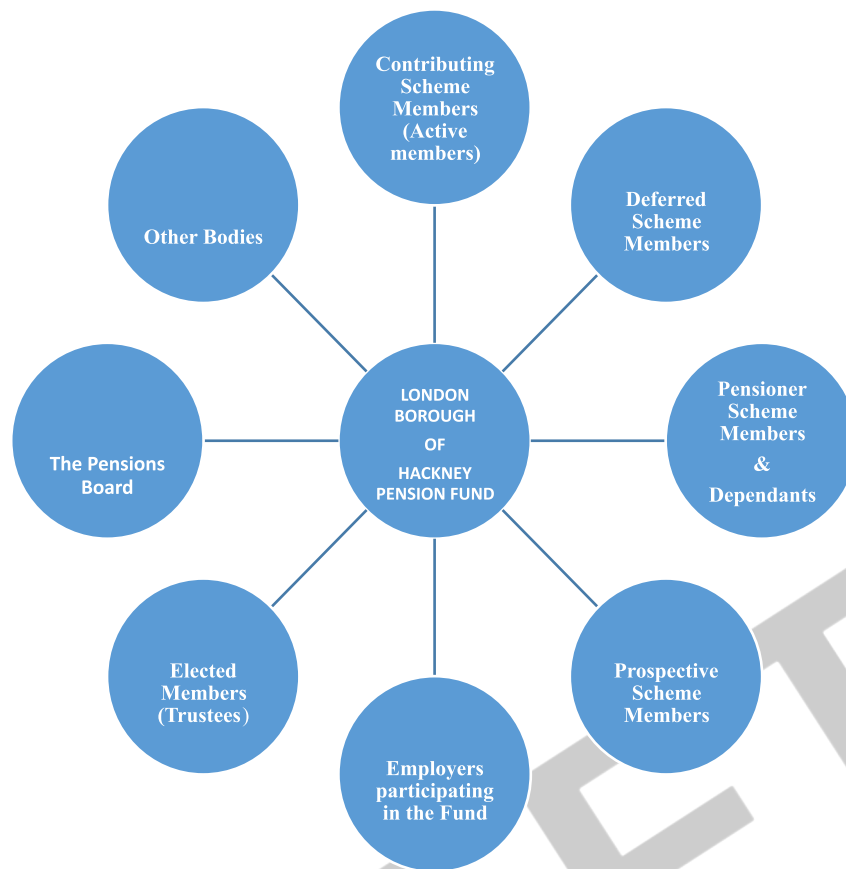 Contributing
Scheme
Members
(Active
members)
Deferred
Scheme
Members
Pensioner
Scheme
Members
&
Dependants
Prospective
Scheme
Members
Employers
participating
in the Fund
Elected
Members
(Trustees)
The Pensions
Board
Other Bodies
LONDON
BOROUGH
OF
HACKNEY
PENSION FUND